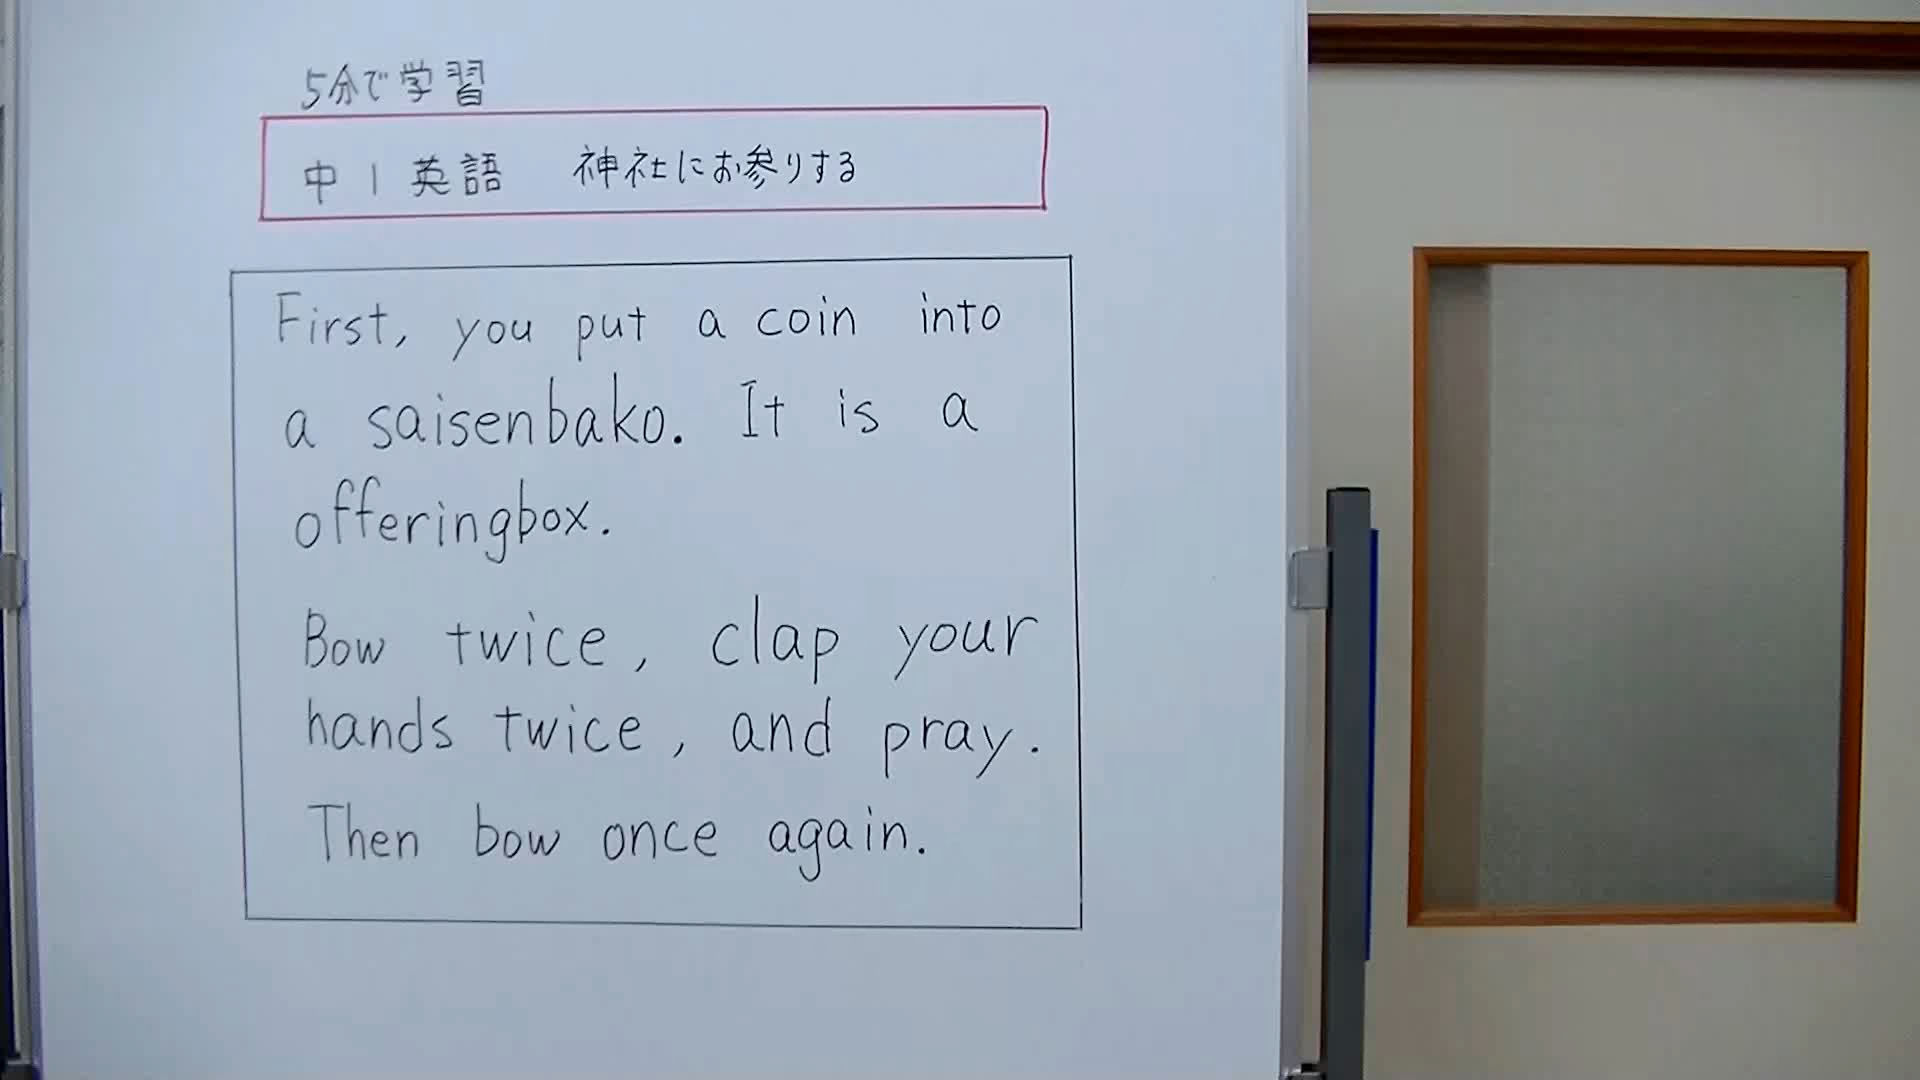 5分で学習
中1英語 神社にお参りする
First, you put a coin into
a saisenbako. It is a
offeringbox.
Bow twice, clap your
hands twice, and pray.
Then bow once again.